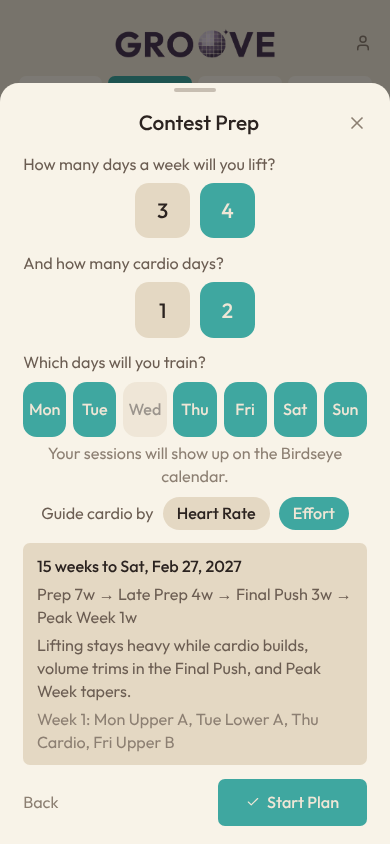 GROOVE
Contest Prep
How many days a week will you lift?
3 4
And how many cardio days?
1 2
Which days will you train?
Mon Tue Wed Thu Fri Sat Sun
Your sessions will show up on the Birdseye
calendar.
Guide cardio by Heart Rate Effort
15 weeks to Sat, Feb 27, 2027
Prep 7w → Late Prep 4w → Final Push 3w →
Peak Week 1w
Lifting stays heavy while cardio builds,
volume trims in the Final Push, and Peak
Week tapers.
Week 1: Mon Upper A, Tue Lower A, Thu
Cardio, Fri Upper B
Back ✓ Start Plan